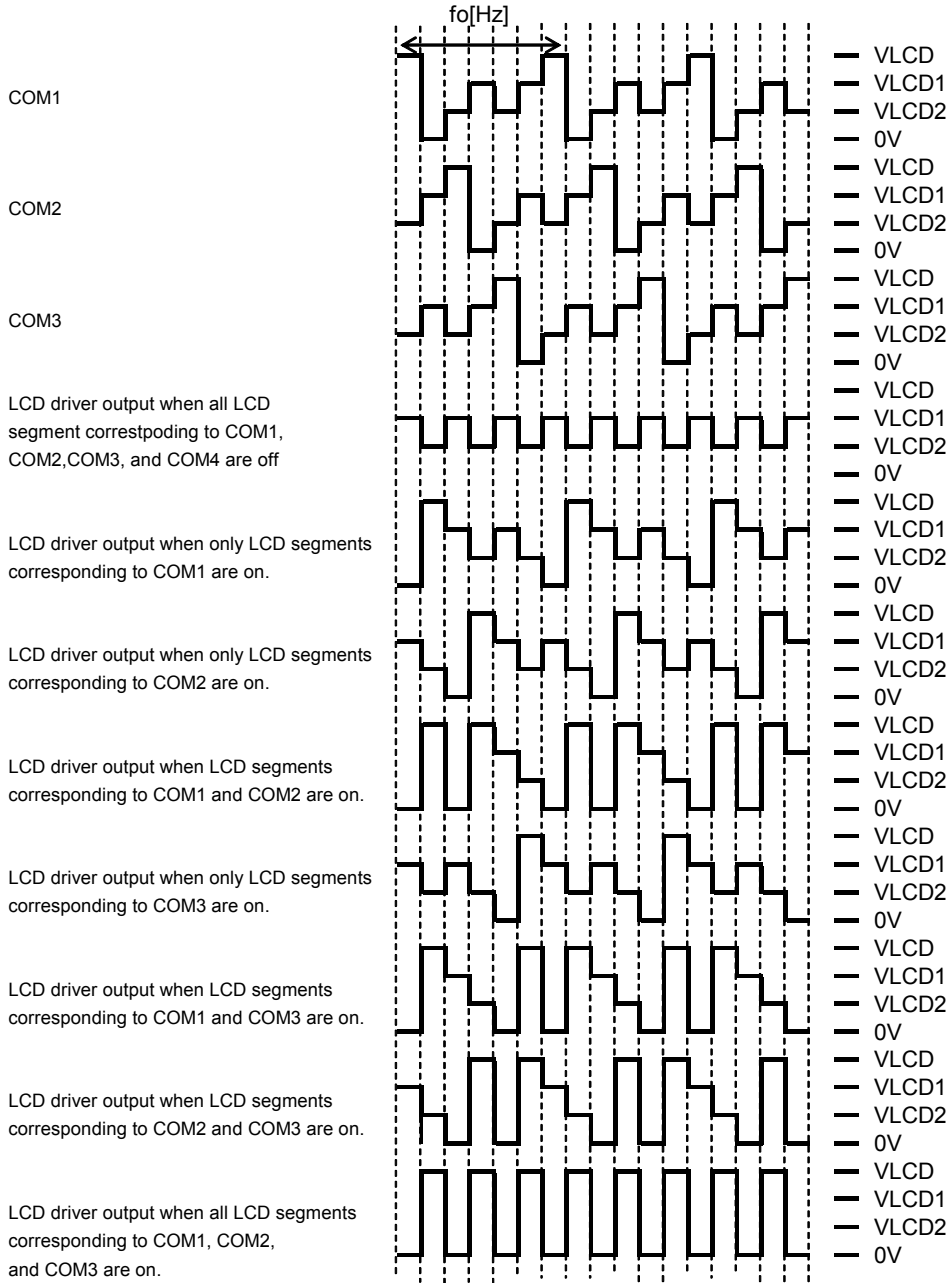 fo[Hz]
COM1
VLCD
VLCD1
VLCD2
0V
COM2
VLCD
VLCD1
VLCD2
0V
COM3
VLCD
VLCD1
VLCD2
0V
LCD driver output when all LCD
segment correstpoding to COM1,
COM2,COM3, and COM4 are off
VLCD
VLCD1
VLCD2
0V
LCD driver output when only LCD segments
corresponding to COM1 are on.
VLCD
VLCD1
VLCD2
0V
LCD driver output when only LCD segments
corresponding to COM2 are on.
VLCD
VLCD1
VLCD2
0V
LCD driver output when LCD segments
corresponding to COM1 and COM2 are on.
VLCD
VLCD1
VLCD2
0V
LCD driver output when only LCD segments
corresponding to COM3 are on.
VLCD
VLCD1
VLCD2
0V
LCD driver output when LCD segments
corresponding to COM1 and COM3 are on.
VLCD
VLCD1
VLCD2
0V
LCD driver output when LCD segments
corresponding to COM2 and COM3 are on.
VLCD
VLCD1
VLCD2
0V
LCD driver output when all LCD segments
corresponding to COM1, COM2,
and COM3 are on.
VLCD
VLCD1
VLCD2
0V